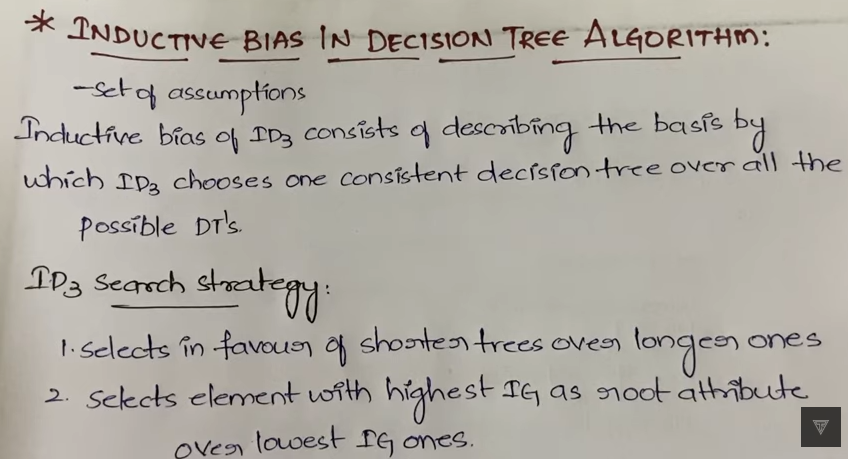 * INDUCTIVE BIAS IN DECISION TREE ALGORITHM:
-set of assumptions
Inductive bias of ID3 consists of describing the basis by
which ID3 chooses one consistent decision tree over all the
possible DT's.
ID3 search strategy:
1. selects in favour of shorter trees over longer ones
2. selects element with highest IG as root attribute
over lowest IG ones.